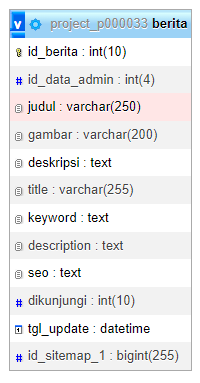 v project_p000033 berita
id_berita : int(10)
id_data_admin : int(4)
judul : varchar(250)
gambar : varchar(200)
deskripsi : text
title : varchar(255)
keyword : text
description : text
seo : text
dikunjungi : int(10)
tgl_update : datetime
id_sitemap_1 : bigint(255)